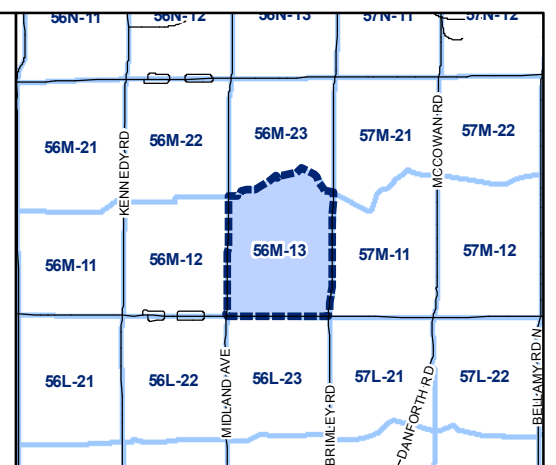 56N-11 56N-12 56N-13 57N-11 57N-12
56M-21 56M-22 56M-23 57M-21 57M-22
KENNEDY RD
MCCOWAN RD
56M-11 56M-12 56M-13 57M-11 57M-12
56L-21 56L-22 56L-23 57L-21 57L-22
MIDLAND AVE
BRIMLEY RD
DANFORTH RD
BELLAMY RD N